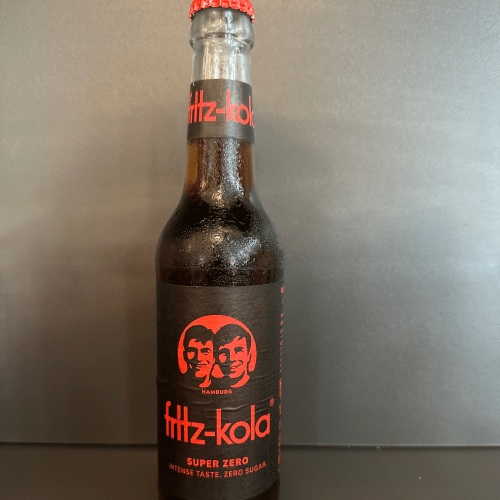 fritz-kola
HAMBURG
fritz-kola®
SUPER ZERO
INTENSE TASTE. ZERO SUGAR.